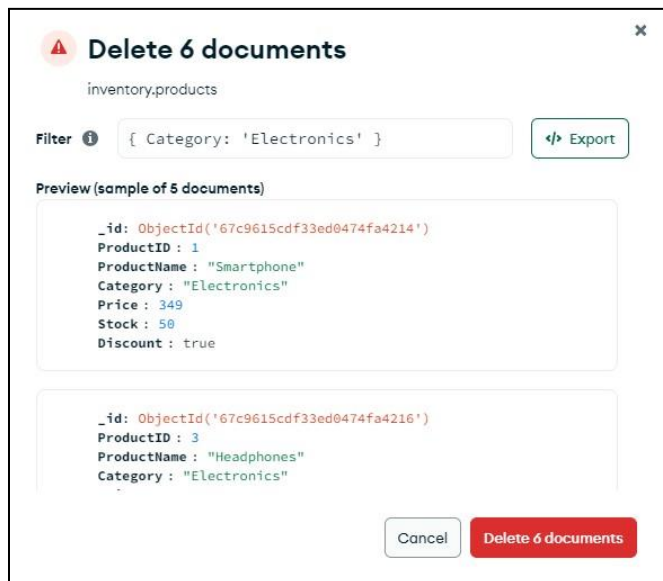 Delete 6 documents
inventory.products
Filter { Category: 'Electronics' } </> Export
Preview (sample of 5 documents)
_id: ObjectId('67c9615cdf33ed0474fa4214')
ProductID : 1
ProductName : "Smartphone"
Category : "Electronics"
Price : 349
Stock : 50
Discount : true
_id: ObjectId('67c9615cdf33ed0474fa4216')
ProductID : 3
ProductName : "Headphones"
Category : "Electronics"
Cancel Delete 6 documents